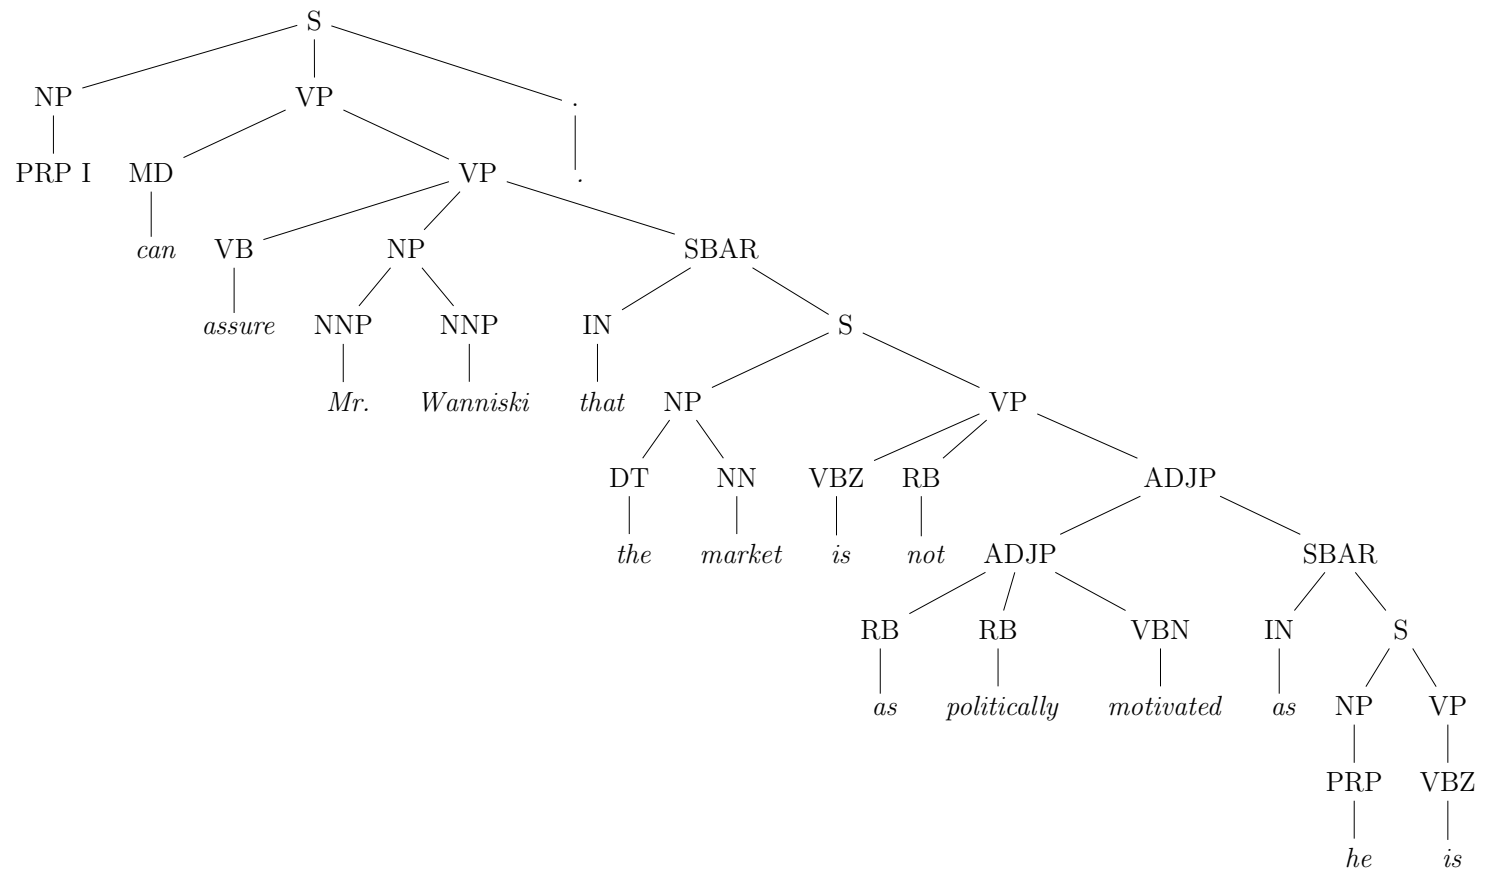 S
NP VP .
PRP I MD VP .
can VB NP SBAR
assure NNP NNP IN S
Mr. Wanniski that NP VP
DT NN VBZ RB ADJP
the market is not ADJP SBAR
RB RB VBN IN S
as politically motivated as NP VP
PRP VBZ
he is